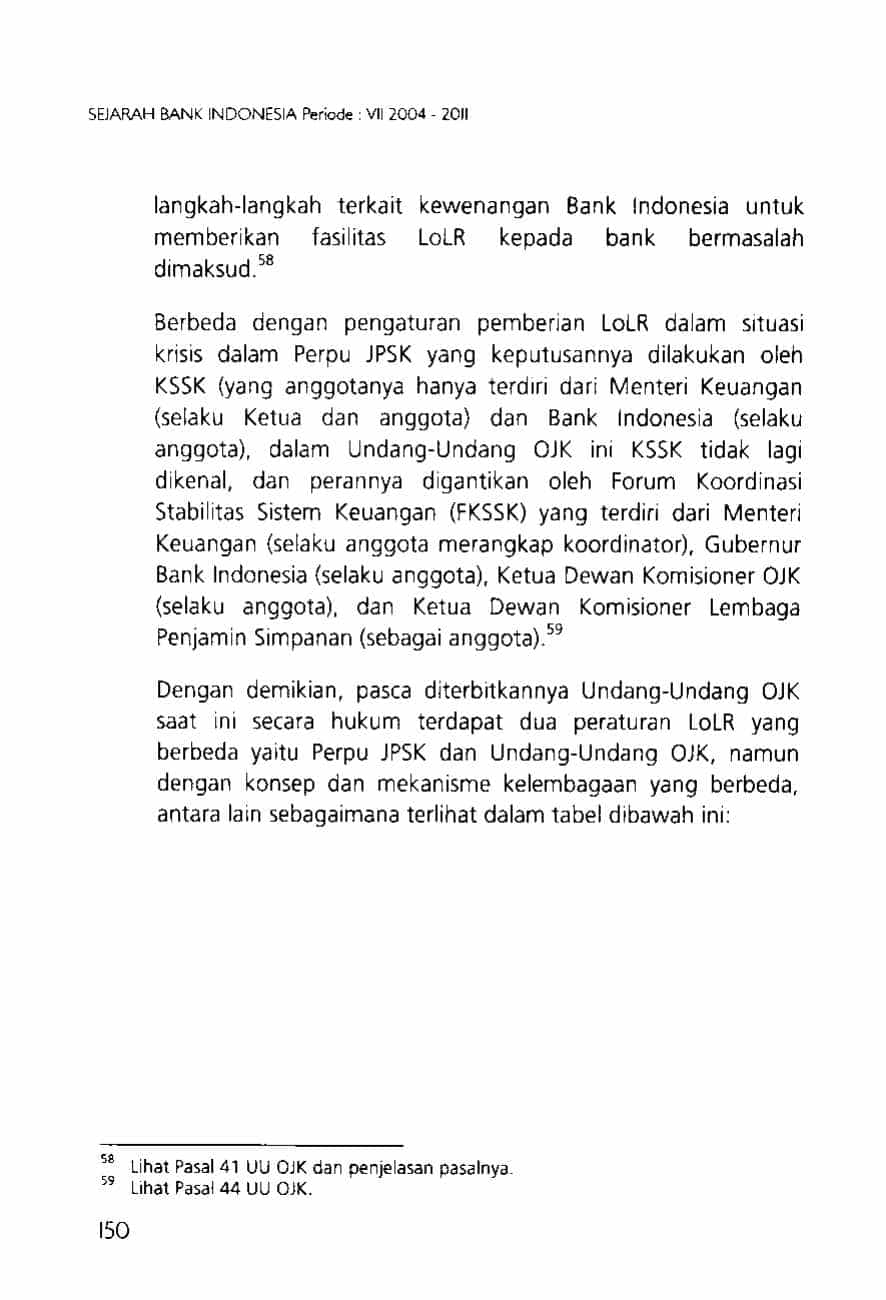 SEJARAH BANK INDONESIA Periode : VII 2004 - 2011
langkah-langkah terkait kewenangan Bank Indonesia untuk
memberikan fasilitas LoLR kepada bank bermasalah
dimaksud.58
Berbeda dengan pengaturan pemberian LoLR dalam situasi
krisis dalam Perpu JPSK yang keputusannya dilakukan oleh
KSSK (yang anggotanya hanya terdiri dari Menteri Keuangan
(selaku Ketua dan anggota) dan Bank Indonesia (selaku
anggota), dalam Undang-Undang OJK ini KSSK tidak lagi
dikenal, dan perannya digantikan oleh Forum Koordinasi
Stabilitas Sistem Keuangan (FKSSK) yang terdiri dari Menteri
Keuangan (selaku anggota merangkap koordinator), Gubernur
Bank Indonesia (selaku anggota), Ketua Dewan Komisioner OJK
(selaku anggota), dan Ketua Dewan Komisioner Lembaga
Penjamin Simpanan (sebagai anggota).59
Dengan demikian, pasca diterbitkannya Undang-Undang OJK
saat ini secara hukum terdapat dua peraturan LoLR yang
berbeda yaitu Perpu JPSK dan Undang-Undang OJK, namun
dengan konsep dan mekanisme kelembagaan yang berbeda,
antara lain sebagaimana terlihat dalam tabel dibawah ini:
58 Lihat Pasal 41 UU OJK dan penjelasan pasalnya.
59 Lihat Pasal 44 UU OJK.
150